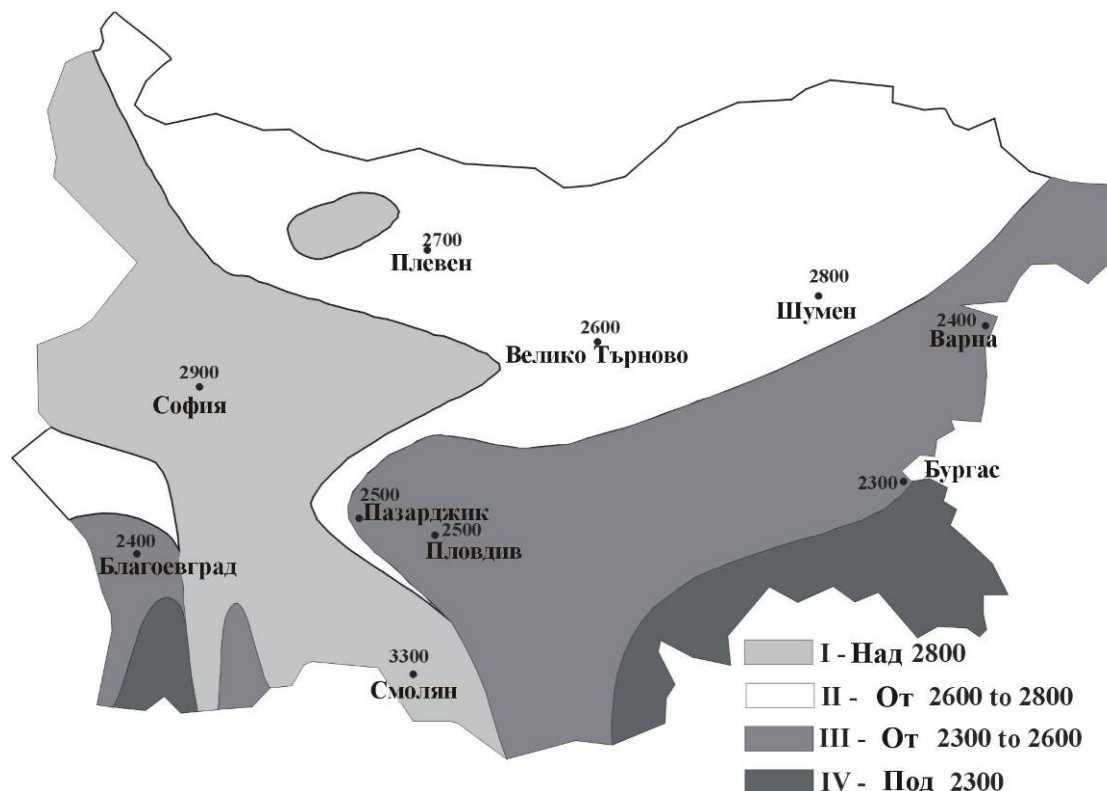 2700
Плевен
2800
Шумен
2600
Велико Търново
2400
Варна
2900
София
Бургас
2300
2500
Пазарджик
2500
Пловдив
2400
Благоевград
3300
Смолян
I - Над 2800
II - От 2600 to 2800
III - От 2300 to 2600
IV - Под 2300